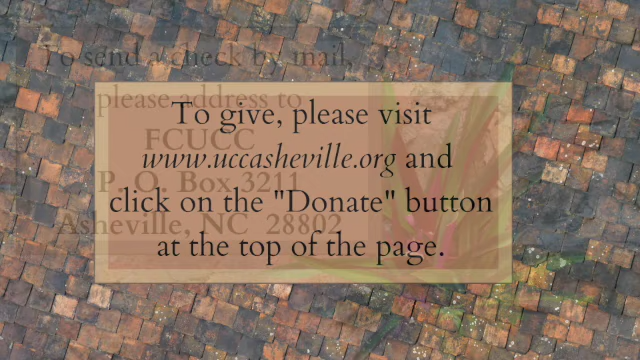 To send a check by mail,
please address to
FCUCC
P. O. Box 3211
Asheville, NC 28802
To give, please visit
www.uccasheville.org and
click on the "Donate" button
at the top of the page.